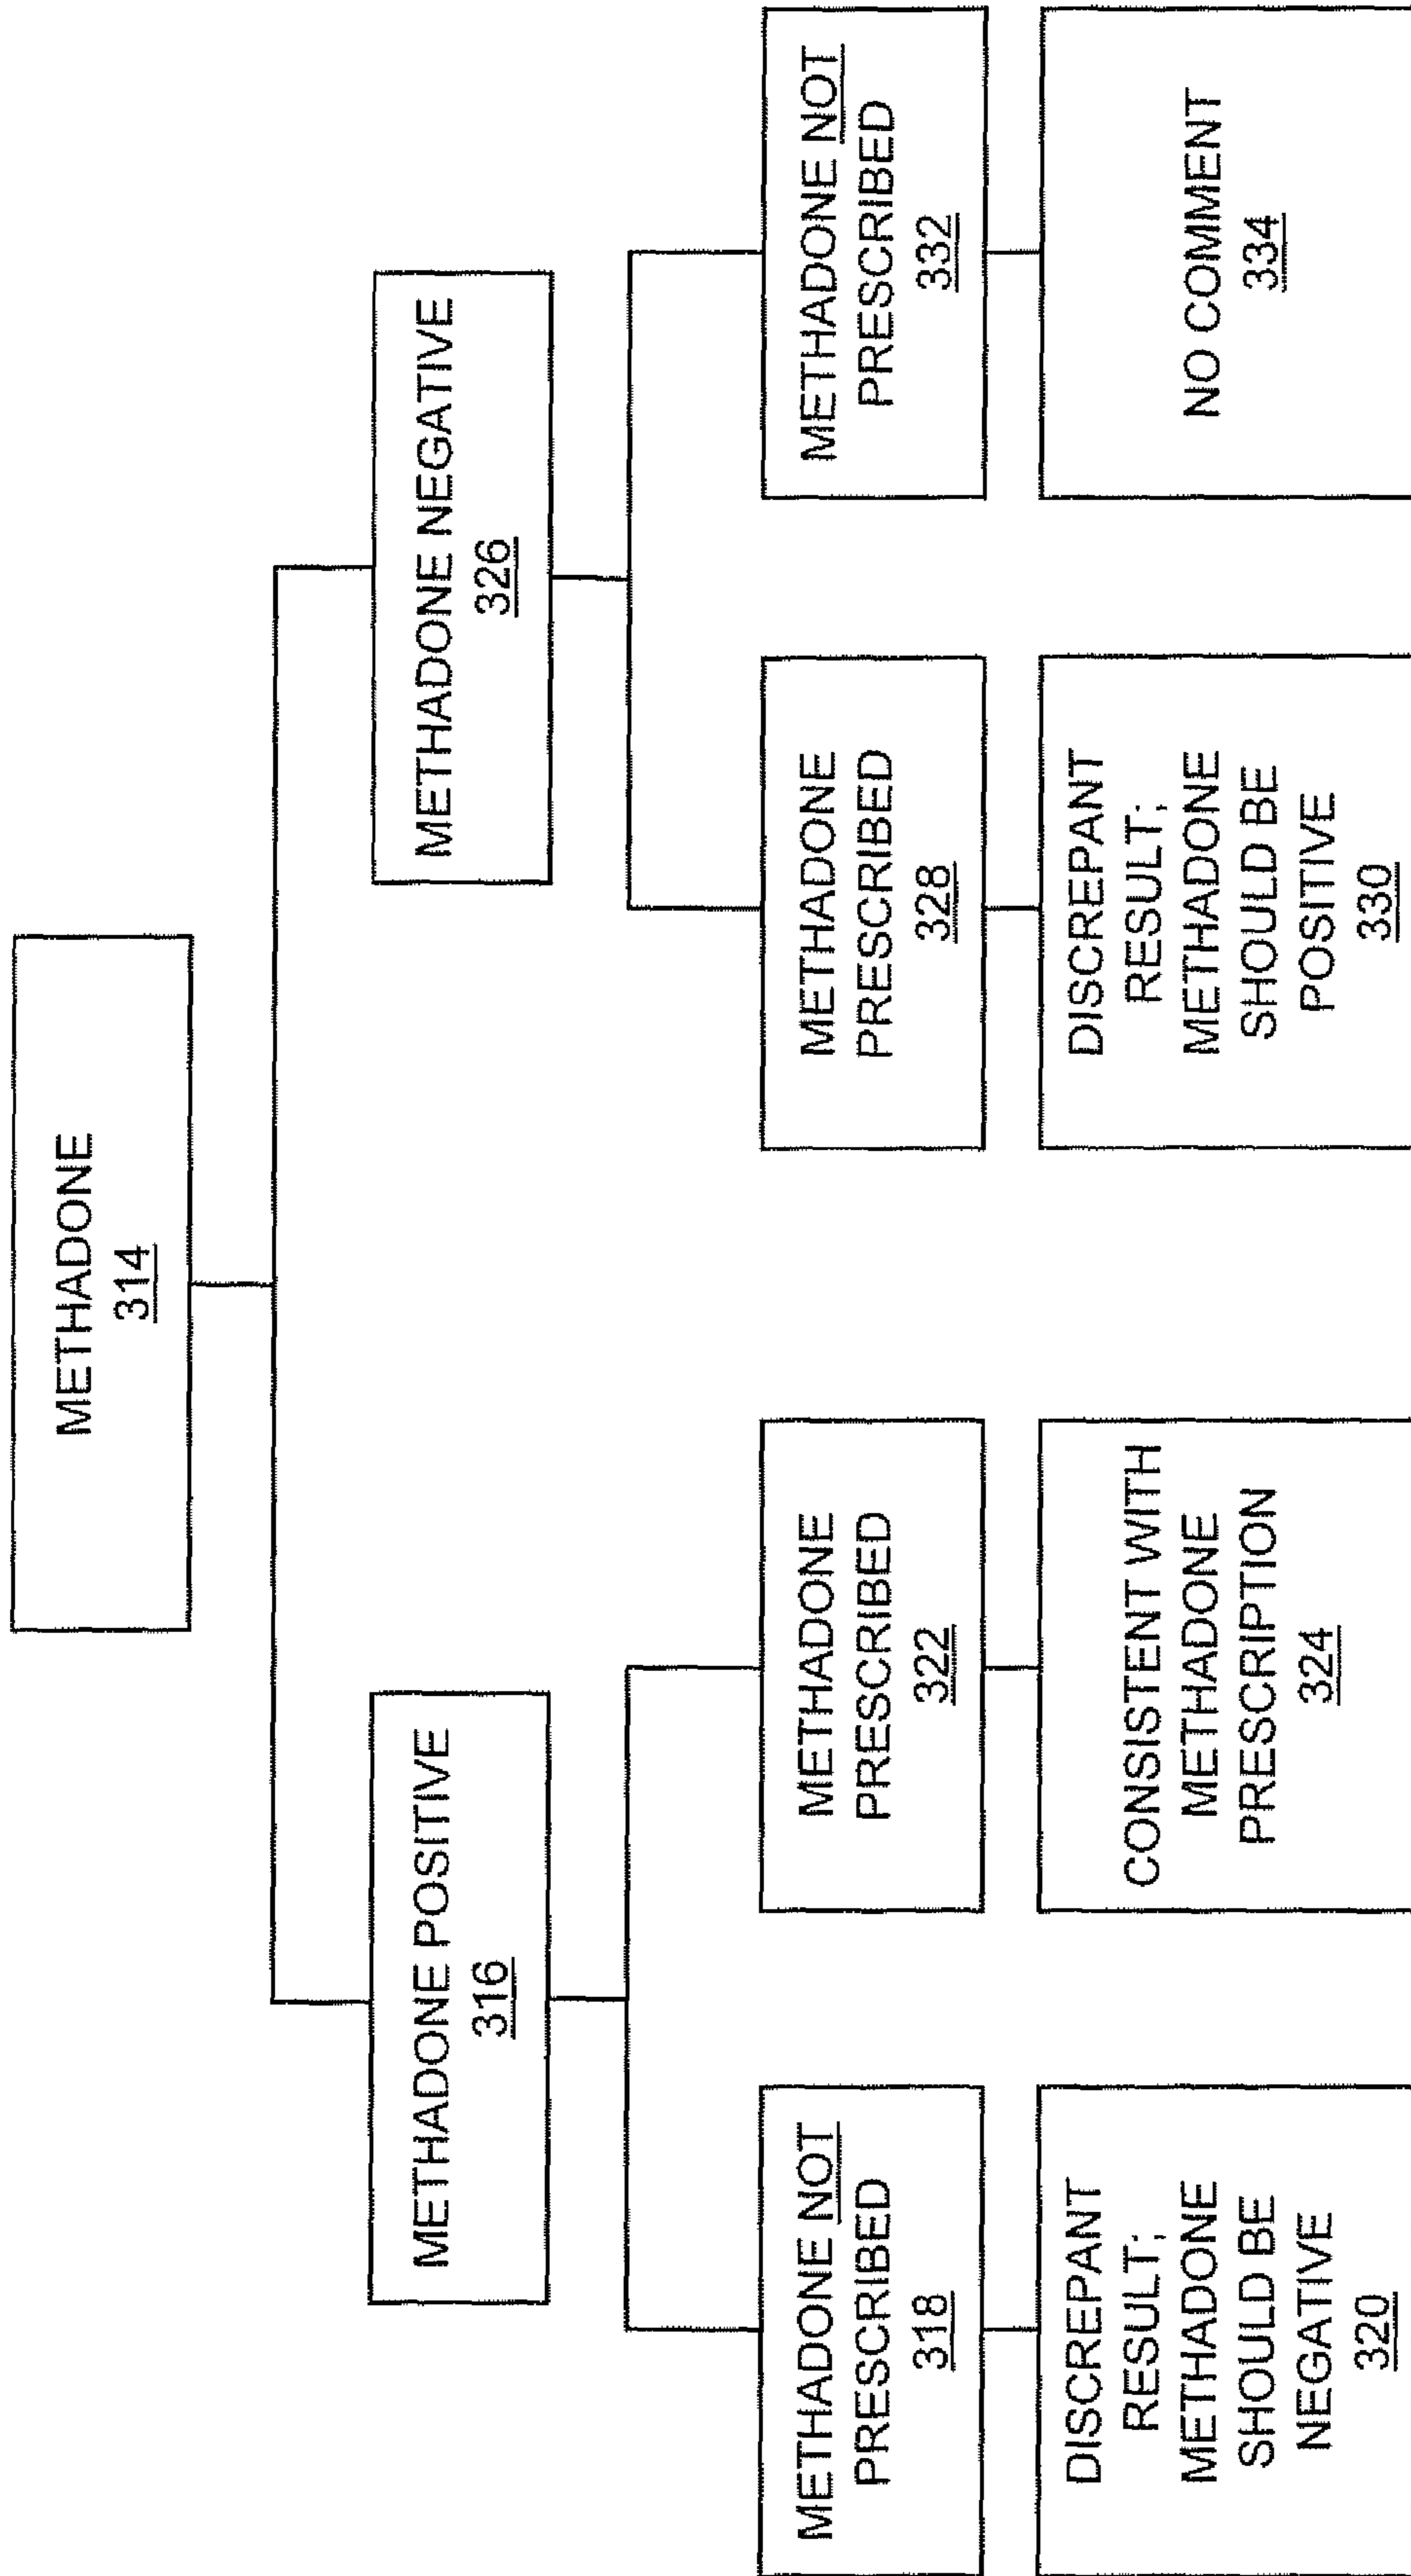 METHADONE
314
METHADONE POSITIVE
316
METHADONE NEGATIVE
326
METHADONE NOT
PRESCRIBED
318
METHADONE
PRESCRIBED
322
METHADONE
PRESCRIBED
328
METHADONE NOT
PRESCRIBED
332
DISCREPANT
RESULT;
METHADONE
SHOULD BE
NEGATIVE
320
CONSISTENT WITH
METHADONE
PRESCRIPTION
324
DISCREPANT
RESULT;
METHADONE
SHOULD BE
POSITIVE
330
NO COMMENT
334